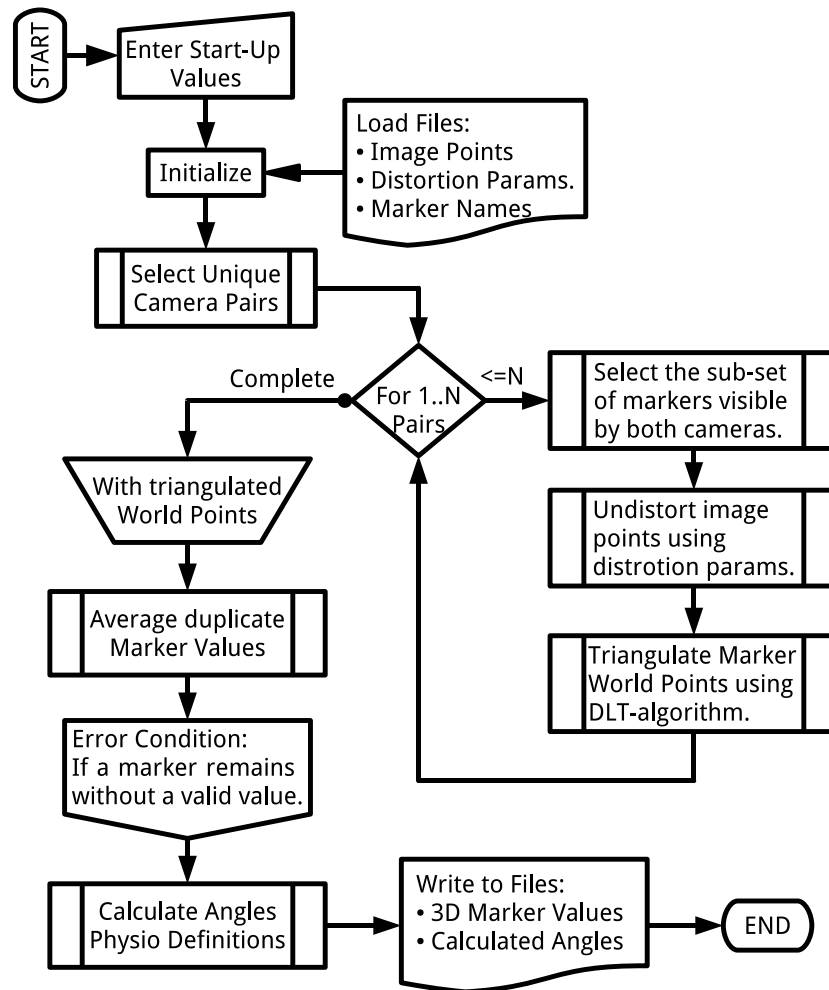 START
Enter Start-Up
Values
Load Files:
• Image Points
• Distortion Params.
• Marker Names
Initialize
Select Unique
Camera Pairs
For 1..N
Pairs
<=N
Complete
Select the sub-set
of markers visible
by both cameras.
Undistort image
points using
distrotion params.
Triangulate Marker
World Points using
DLT-algorithm.
With triangulated
World Points
Average duplicate
Marker Values
Error Condition:
If a marker remains
without a valid value.
Calculate Angles
Physio Definitions
Write to Files:
• 3D Marker Values
• Calculated Angles
END